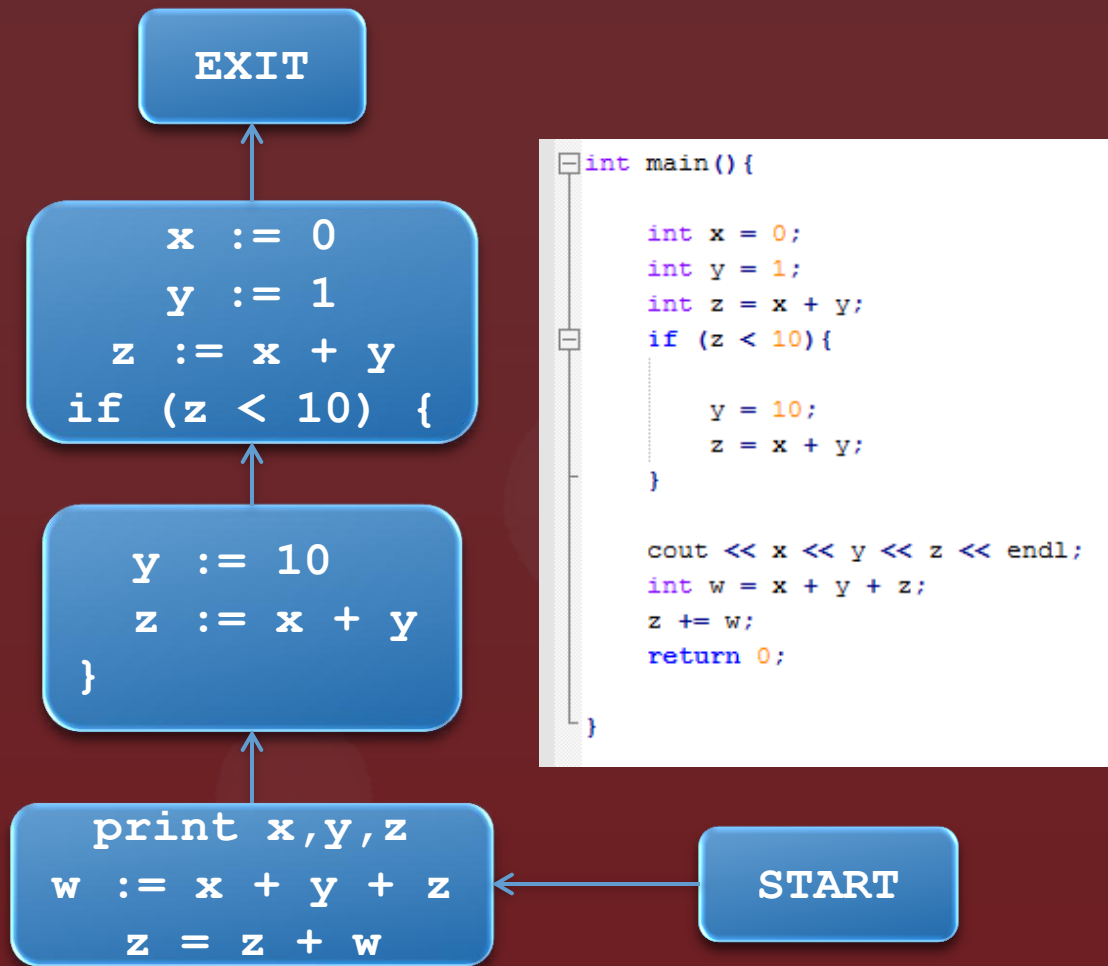 EXIT
x := 0
y := 1
z := x + y
if (z < 10) {
y := 10
z := x + y
}
print x,y,z
w := x + y + z
z = z + w
START
int main(){
int x = 0;
int y = 1;
int z = x + y;
if (z < 10){
y = 10;
z = x + y;
}
cout << x << y << z << endl;
int w = x + y + z;
z += w;
return 0;
}